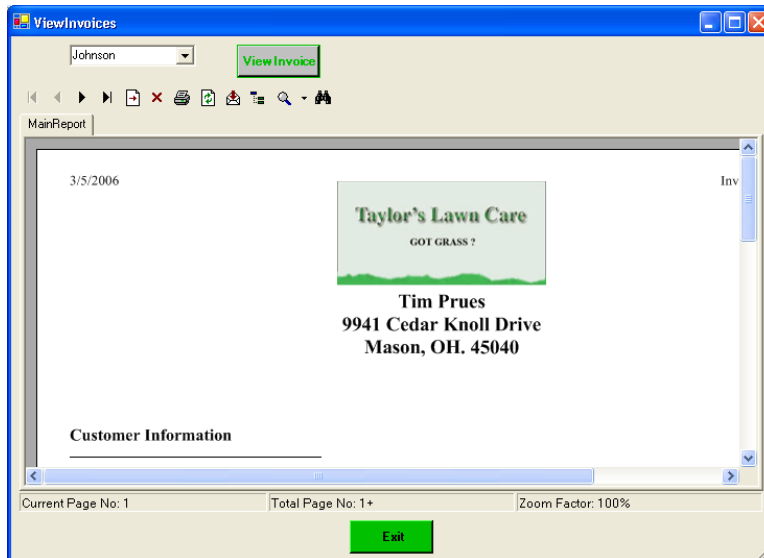 ViewInvoices
Johnson
View Invoice
MainReport
3/5/2006
Inv
Taylor's Lawn Care
GOT GRASS ?
Tim Prues
9941 Cedar Knoll Drive
Mason, OH. 45040
Customer Information
Current Page No: 1 Total Page No: 1+ Zoom Factor: 100%
Exit